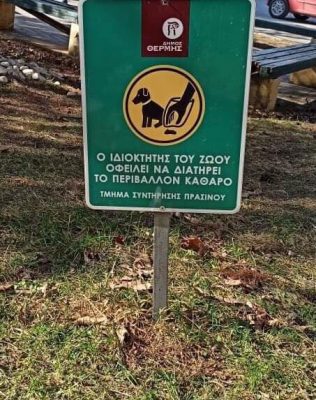 ΔΗΜΟΣ
ΘΕΡΜΗΣ
Ο ΙΔΙΟΚΤΗΤΗΣ ΤΟΥ ΖΩΟΥ
ΟΦΕΙΛΕΙ ΝΑ ΔΙΑΤΗΡΕΙ
ΤΟ ΠΕΡΙΒΑΛΛΟΝ ΚΑΘΑΡΟ
ΤΜΗΜΑ ΣΥΝΤΗΡΗΣΗΣ ΠΡΑΣΙΝΟΥ